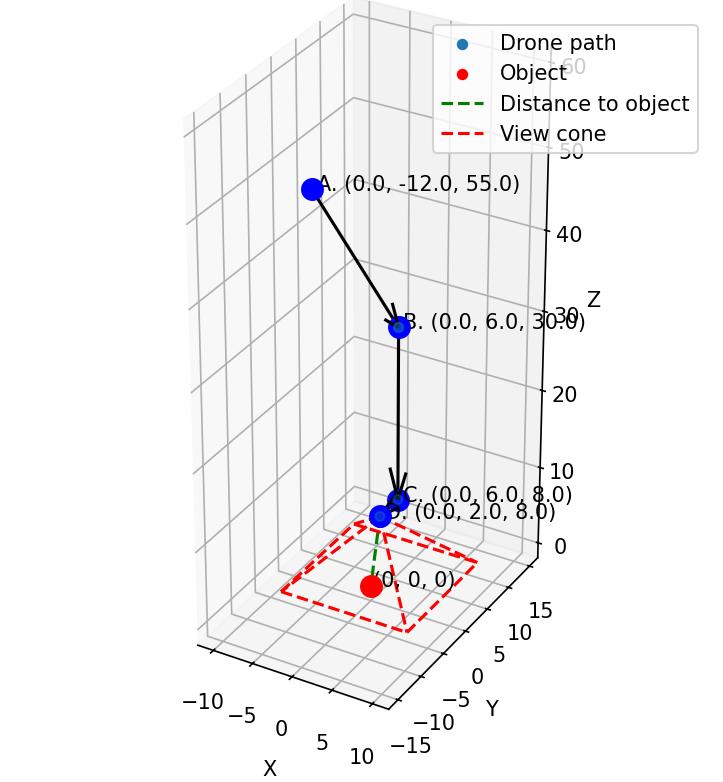 Drone path
Object
Distance to object
View cone
60
50
A. (0.0, -12.0, 55.0)
40
Z
30
B. (0.0, 6.0, 30.0)
20
10
C. (0.0, 6.0, 8.0)
D. (0.0, 2.0, 8.0)
0
(0, 0, 0)
15
10
5
0
−5
−10
−15
Y
−10
−5
0
5
10
X